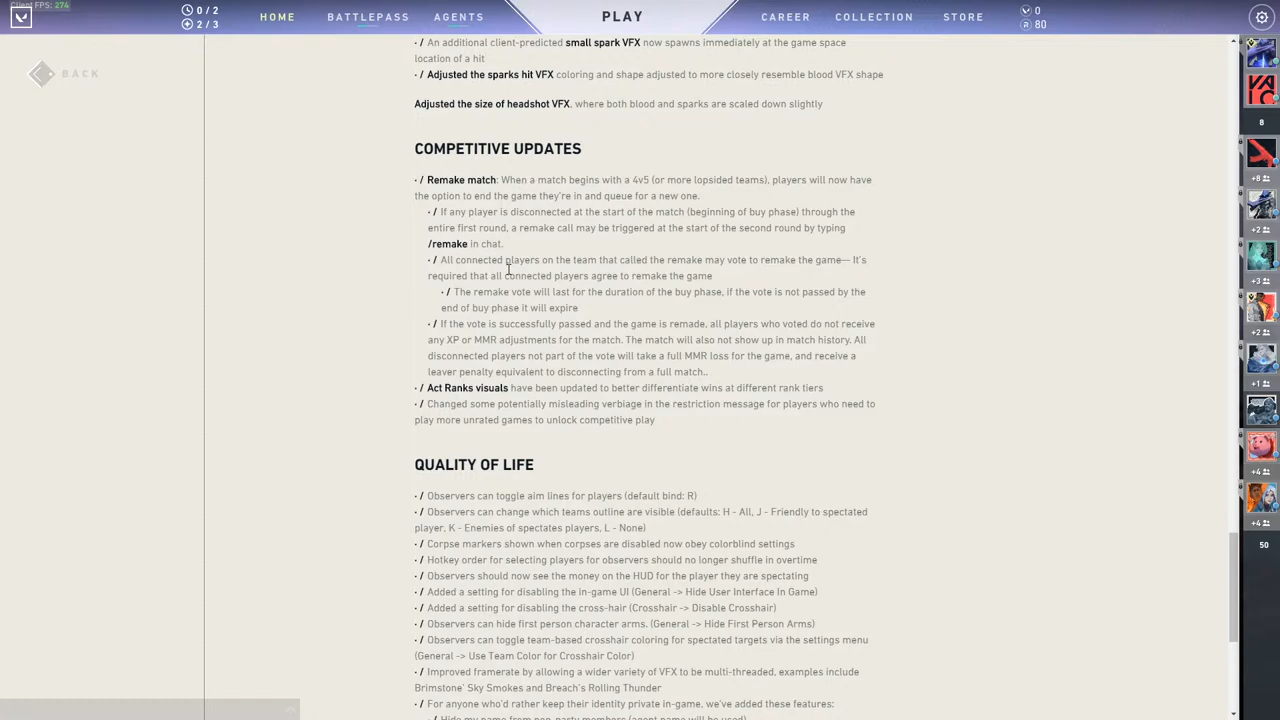 Client FPS: 274
0 / 2
2 / 3
HOME
BATTLEPASS
AGENTS
PLAY
CAREER
COLLECTION
STORE
0
80
BACK
· / An additional client-predicted small spark VFX now spawns immediately at the game space
location of a hit
· / Adjusted the sparks hit VFX coloring and shape adjusted to more closely resemble blood VFX shape
Adjusted the size of headshot VFX, where both blood and sparks are scaled down slightly
COMPETITIVE UPDATES
· / Remake match: When a match begins with a 4v5 (or more lopsided teams), players will now have
the option to end the game they're in and queue for a new one.
· / If any player is disconnected at the start of the match (beginning of buy phase) through the
entire first round, a remake call may be triggered at the start of the second round by typing
/remake in chat.
· / All connected players on the team that called the remake may vote to remake the game— It's
required that all connected players agree to remake the game
· / The remake vote will last for the duration of the buy phase, if the vote is not passed by the
end of buy phase it will expire
· / If the vote is successfully passed and the game is remade, all players who voted do not receive
any XP or MMR adjustments for the match. The match will also not show up in match history. All
disconnected players not part of the vote will take a full MMR loss for the game, and receive a
leaver penalty equivalent to disconnecting from a full match..
· / Act Ranks visuals have been updated to better differentiate wins at different rank tiers
· / Changed some potentially misleading verbiage in the restriction message for players who need to
play more unrated games to unlock competitive play
QUALITY OF LIFE
· / Observers can toggle aim lines for players (default bind: R)
· / Observers can change which teams outline are visible (defaults: H - All, J - Friendly to spectated
player, K - Enemies of spectates players, L - None)
· / Corpse markers shown when corpses are disabled now obey colorblind settings
· / Hotkey order for selecting players for observers should no longer shuffle in overtime
· / Observers should now see the money on the HUD for the player they are spectating
· / Added a setting for disabling the in-game UI (General -> Hide User Interface In Game)
· / Added a setting for disabling the cross-hair (Crosshair -> Disable Crosshair)
· / Observers can hide first person character arms. (General -> Hide First Person Arms)
· / Observers can toggle team-based crosshair coloring for spectated targets via the settings menu
(General -> Use Team Color for Crosshair Color)
· / Improved framerate by allowing a wider variety of VFX to be multi-threaded, examples include
Brimstone' Sky Smokes and Breach's Rolling Thunder
· / For anyone who'd rather keep their identity private in-game, we've added these features:
· / Hide my name from non-party members (agent name will be used)
8
+8
+3
+2
+1
+4
+4
50